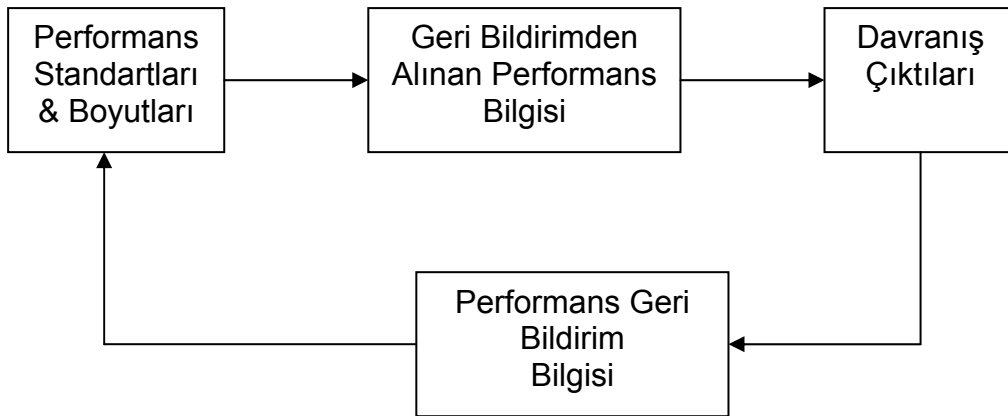 Performans
Standartları
& Boyutları
Geri Bildirimden
Alınan Performans
Bilgisi
Davranış
Çıktıları
Performans Geri
Bildirim
Bilgisi